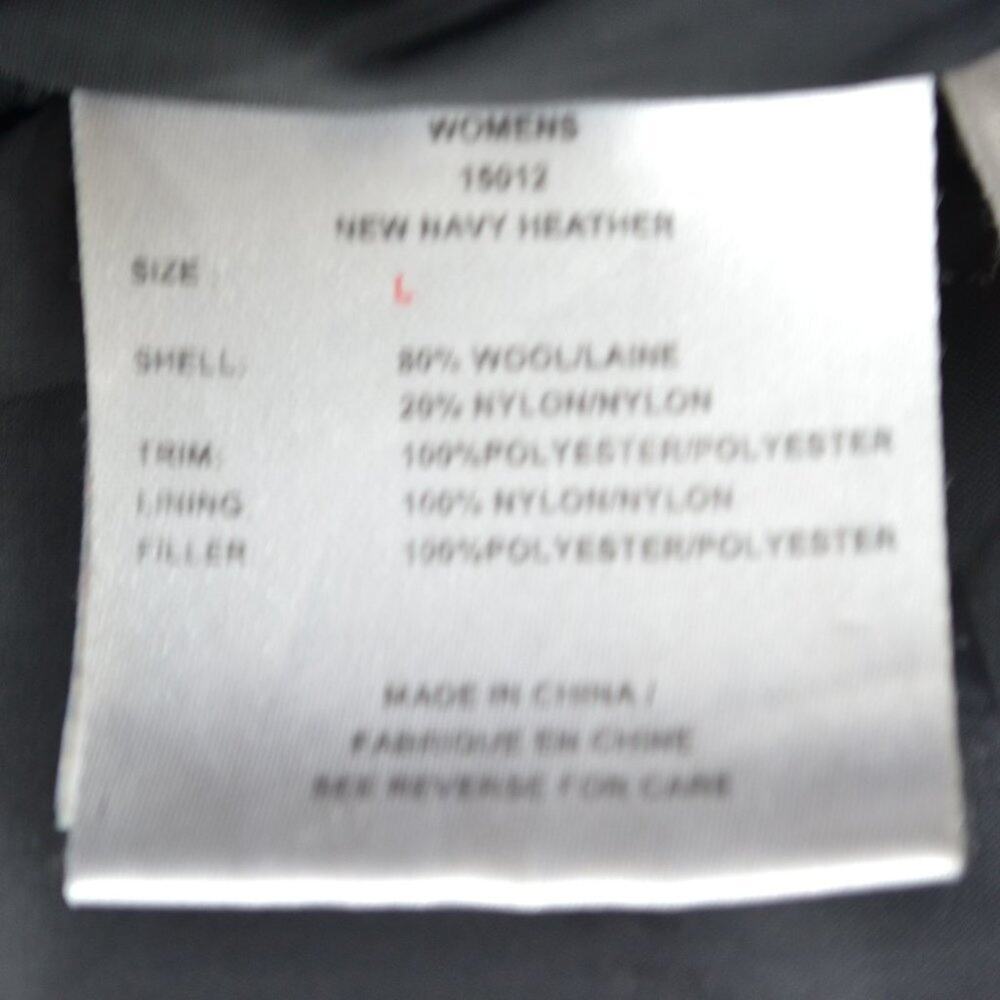 WOMENS
15012
NEW NAVY HEATHER
SIZE L
SHELL: 80% WOOL/LAINE
20% NYLON/NYLON
TRIM: 100%POLYESTER/POLYESTER
LINING 100% NYLON/NYLON
FILLER 100%POLYESTER/POLYESTER
MADE IN CHINA /
FABRIQUE EN CHINE
SEE REVERSE FOR CARE